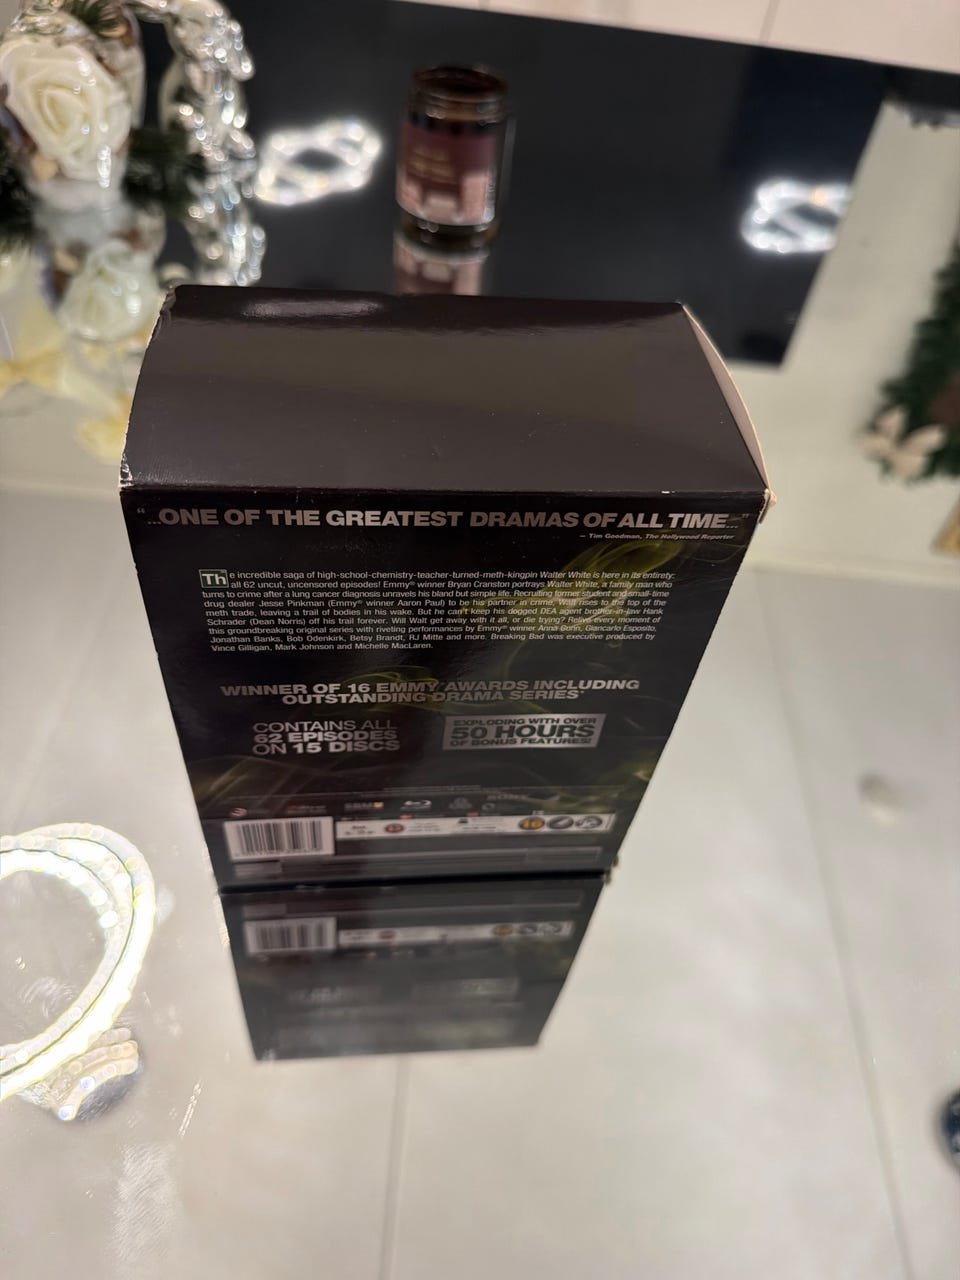 “...ONE OF THE GREATEST DRAMAS OF ALL TIME...”
– Tim Goodman, The Hollywood Reporter
The incredible saga of high-school-chemistry-teacher-turned-meth-kingpin Walter White is here in its entirety:
all 62 uncut, uncensored episodes! Emmy® winner Bryan Cranston portrays Walter White, a family man who
turns to crime after a lung cancer diagnosis unravels his bland but simple life. Recruiting former student and small-time
drug dealer Jesse Pinkman (Emmy® winner Aaron Paul) to be his partner in crime, Walt rises to the top of the
meth trade, leaving a trail of bodies in his wake. But he can't keep his dogged DEA agent brother-in-law Hank
Schrader (Dean Norris) off his trail forever. Will Walt get away with it all, or die trying? Relive every moment of
this groundbreaking original series with riveting performances by Emmy® winner Anna Gunn, Giancarlo Esposito,
Jonathan Banks, Bob Odenkirk, Betsy Brandt, RJ Mitte and more. Breaking Bad was executive produced by
Vince Gilligan, Mark Johnson and Michelle MacLaren.
WINNER OF 16 EMMY® AWARDS INCLUDING
OUTSTANDING DRAMA SERIES*
CONTAINS ALL
62 EPISODES
ON 15 DISCS
EXPLODING WITH OVER
50 HOURS
OF BONUS FEATURES!
SONY